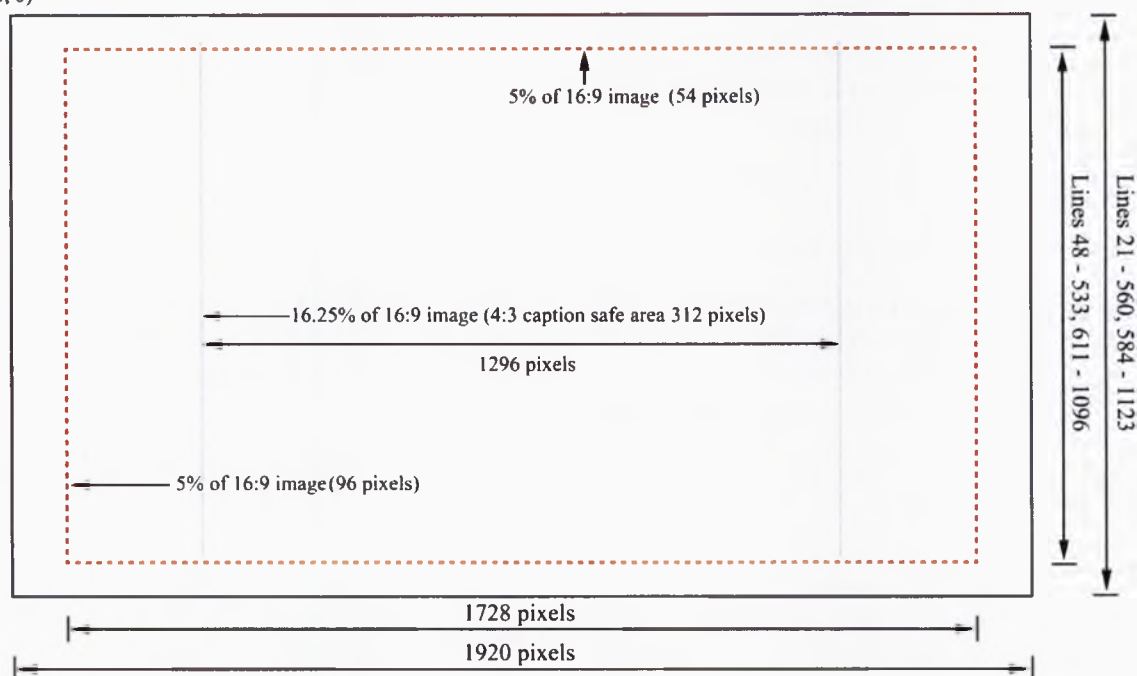 5% of 16:9 image (54 pixels)
16.25% of 16:9 image (4:3 caption safe area 312 pixels)
1296 pixels
5% of 16:9 image (96 pixels)
1728 pixels
1920 pixels
Lines 48 - 533, 611 - 1096
Lines 21 - 560, 584 - 1123